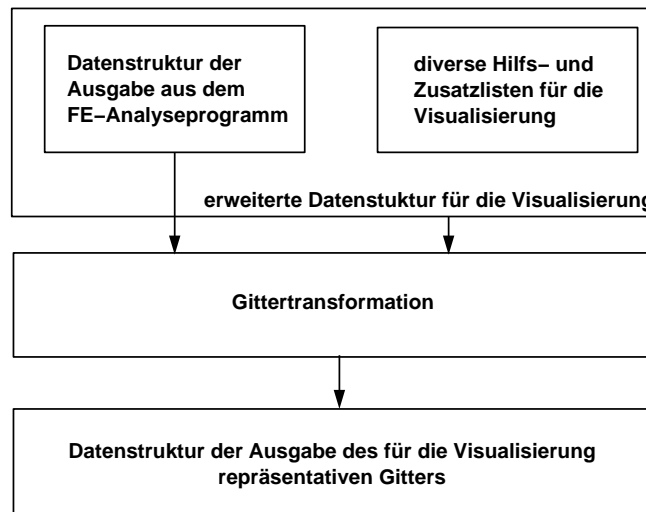 Datenstruktur der
Ausgabe aus dem
FE−Analyseprogramm
diverse Hilfs− und
Zusatzlisten für die
Visualisierung
erweiterte Datenstuktur für die Visualisierung
Gittertransformation
Datenstruktur der Ausgabe des für die Visualisierung
repräsentativen Gitters